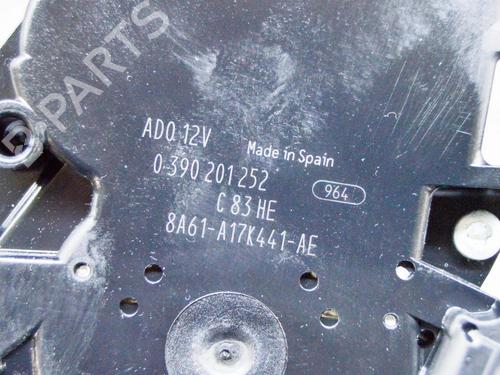 PARTS
ADO 12V Made in Spain
0 390 201 252
964
C 83 HE
8A61-A17K441-AE